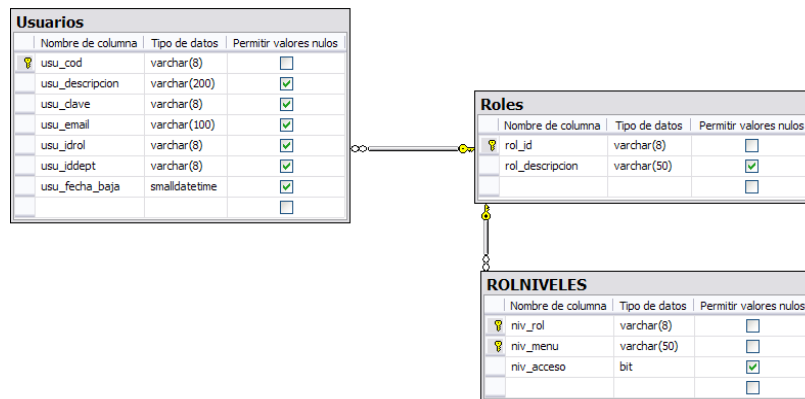 Usuarios
Nombre de columna Tipo de datos Permitir valores nulos
usu_cod varchar(8)
usu_descripcion varchar(200)
usu_clave varchar(8)
usu_email varchar(100)
usu_idrol varchar(8)
usu_iddept varchar(8)
usu_fecha_baja smalldatetime
Roles
Nombre de columna Tipo de datos Permitir valores nulos
rol_id varchar(8)
rol_descripcion varchar(50)
ROLNIVELES
Nombre de columna Tipo de datos Permitir valores nulos
niv_rol varchar(8)
niv_menu varchar(50)
niv_acceso bit